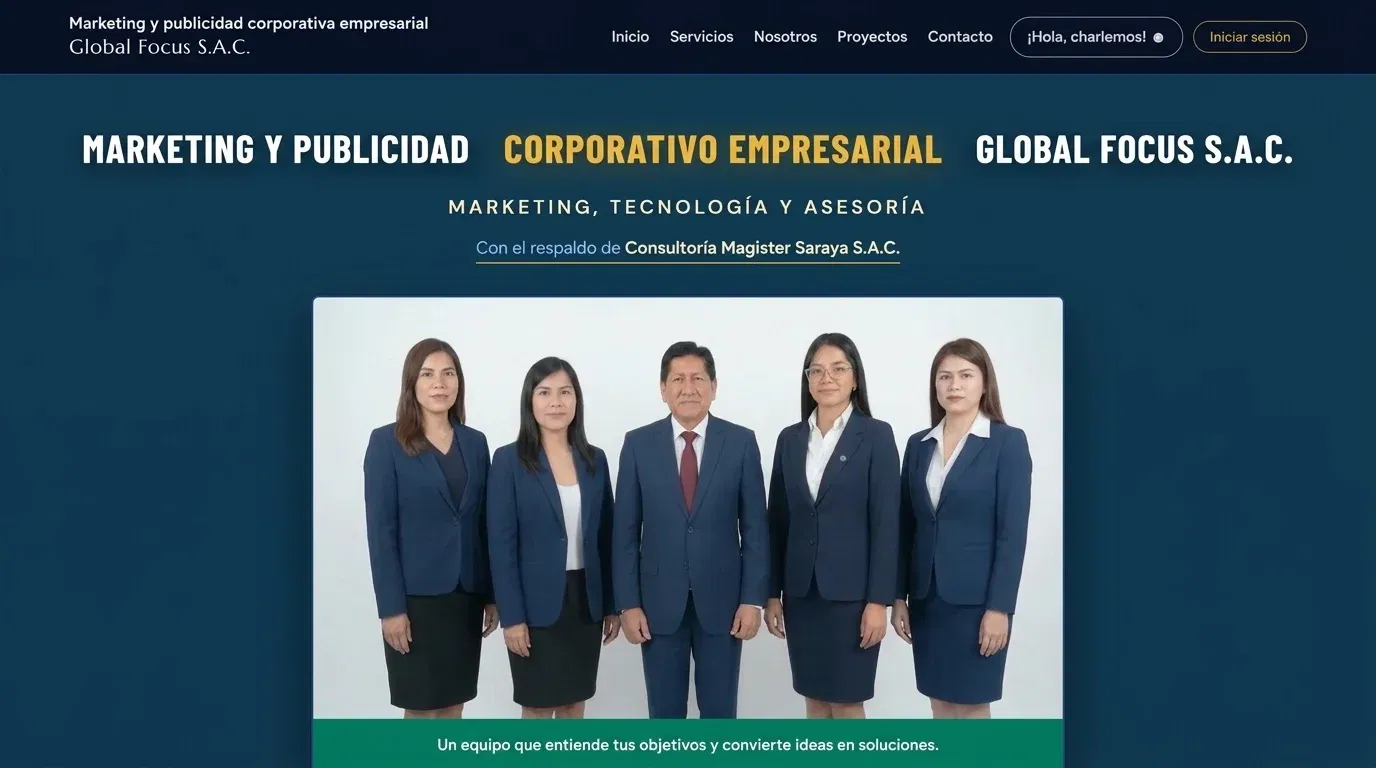 Marketing y publicidad corporativa empresarial
Global Focus S.A.C.
Inicio Servicios Nosotros Proyectos Contacto ¡Hola, charlemos! Iniciar sesión
MARKETING Y PUBLICIDAD CORPORATIVO EMPRESARIAL GLOBAL FOCUS S.A.C.
MARKETING, TECNOLOGÍA Y ASESORÍA
Con el respaldo de Consultoría Magister Saraya S.A.C.
Un equipo que entiende tus objetivos y convierte ideas en soluciones.